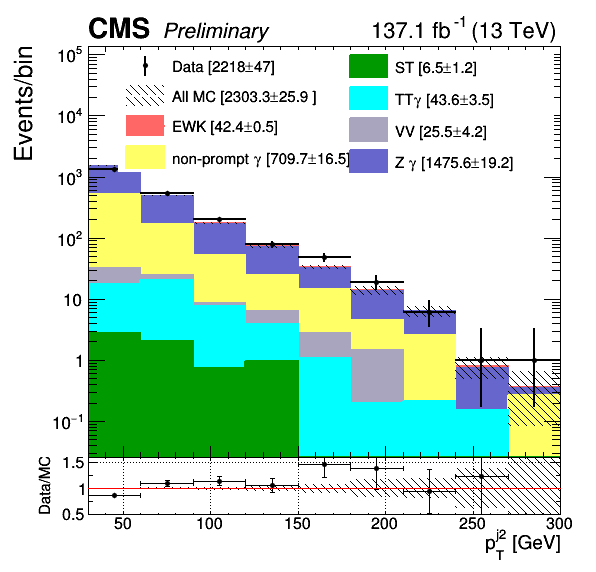 CMS Preliminary 137.1 fb⁻¹ (13 TeV)
Events/bin
10⁵
10⁴
10³
10²
10
1
10⁻¹
Data [2218±47]
All MC [2303.3±25.9 ]
EWK [42.4±0.5]
non-prompt γ [709.7±16.5]
ST [6.5±1.2]
TTγ [43.6±3.5]
VV [25.5±4.2]
Z γ [1475.6±19.2]
Data/MC
1.5
1
0.5
50 100 150 200 250 300
p_T^j2 [GeV]